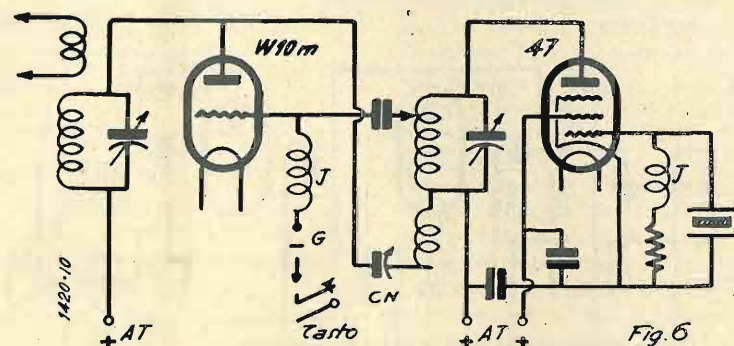 W10m
47
J
J
G
CN
1420-10
+ AT
Tasto
+ AT +
Fig. 6